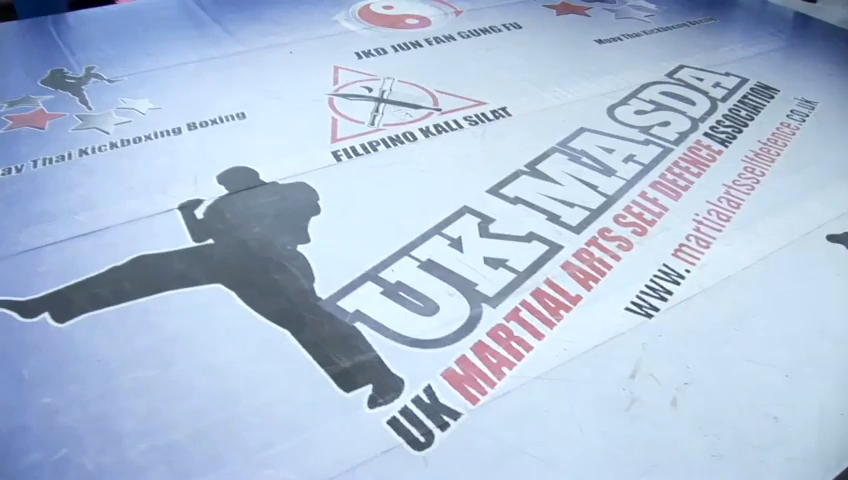 JKD JUN FAN GUNG FU
Muay Thai Kickboxing Boxing
ay Thai Kickboxing Boxing
FILIPINO KALI SILAT
UK MASDA
UK MARTIAL ARTS SELF DEFENCE ASSOCIATION
www.martialartsselfdefence.co.uk